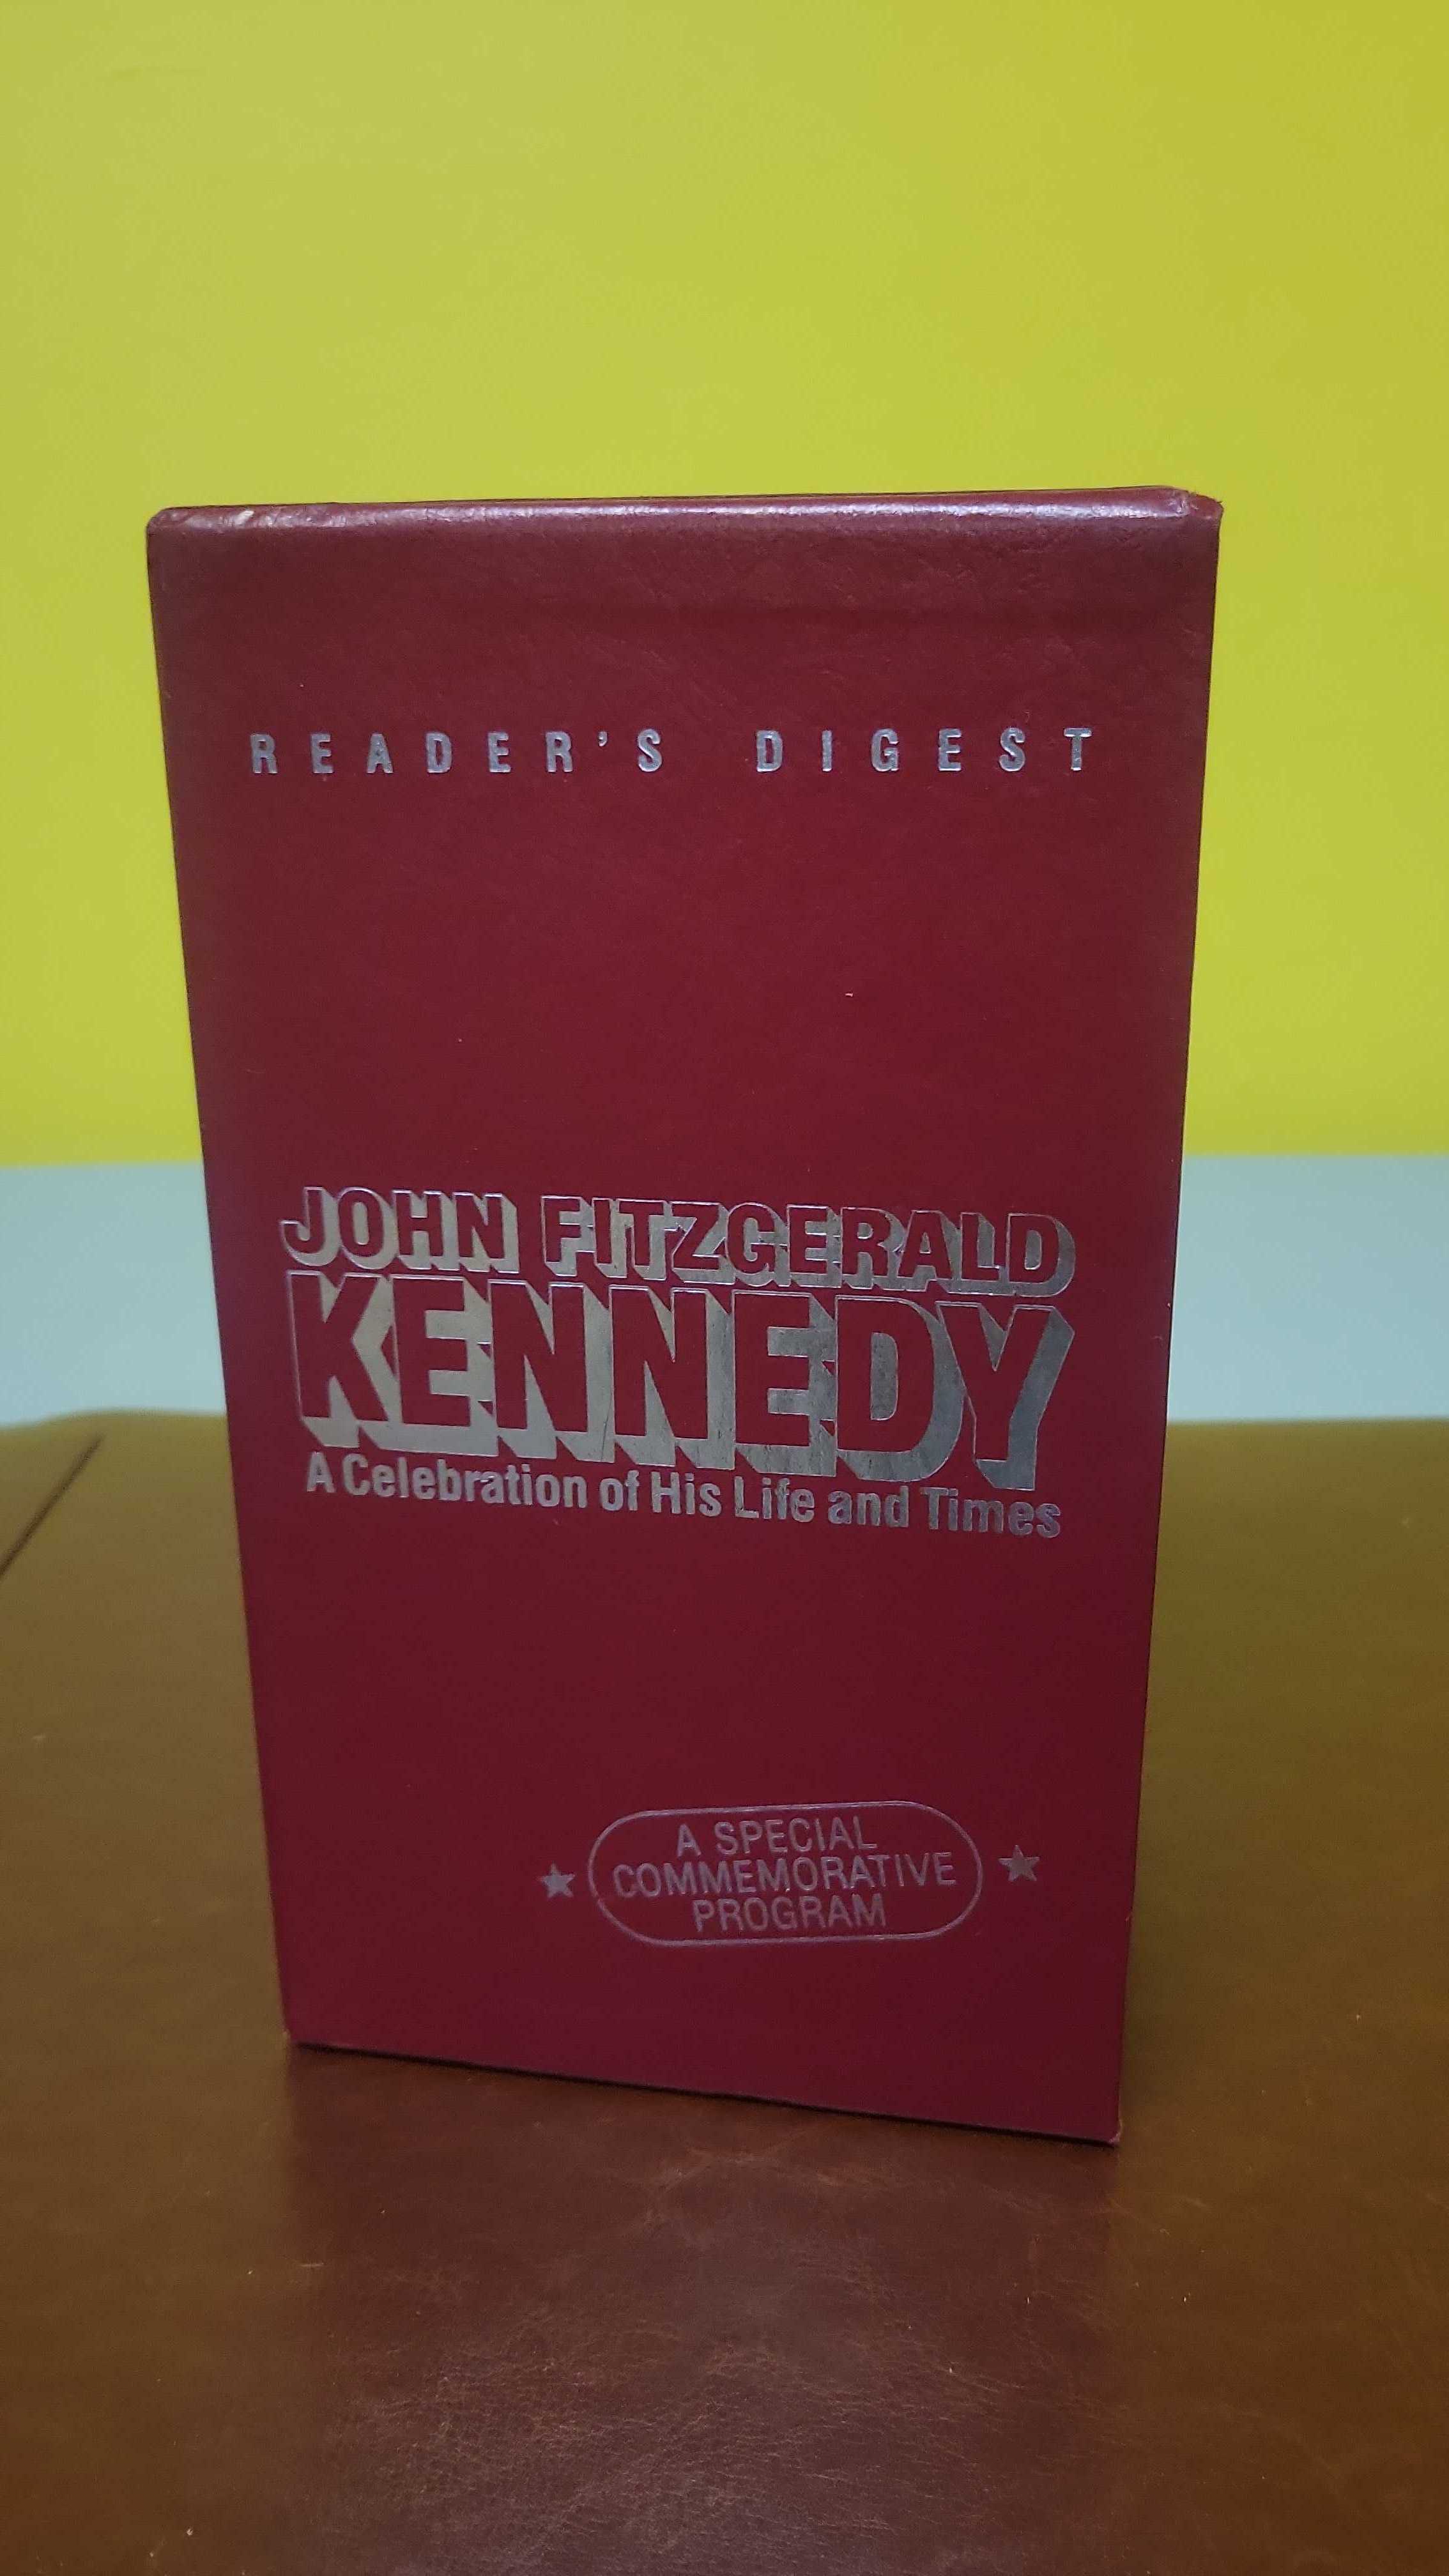 READER'S DIGEST
JOHN FITZGERALD
KENNEDY
A Celebration of His Life and Times
A SPECIAL
COMMEMORATIVE
PROGRAM